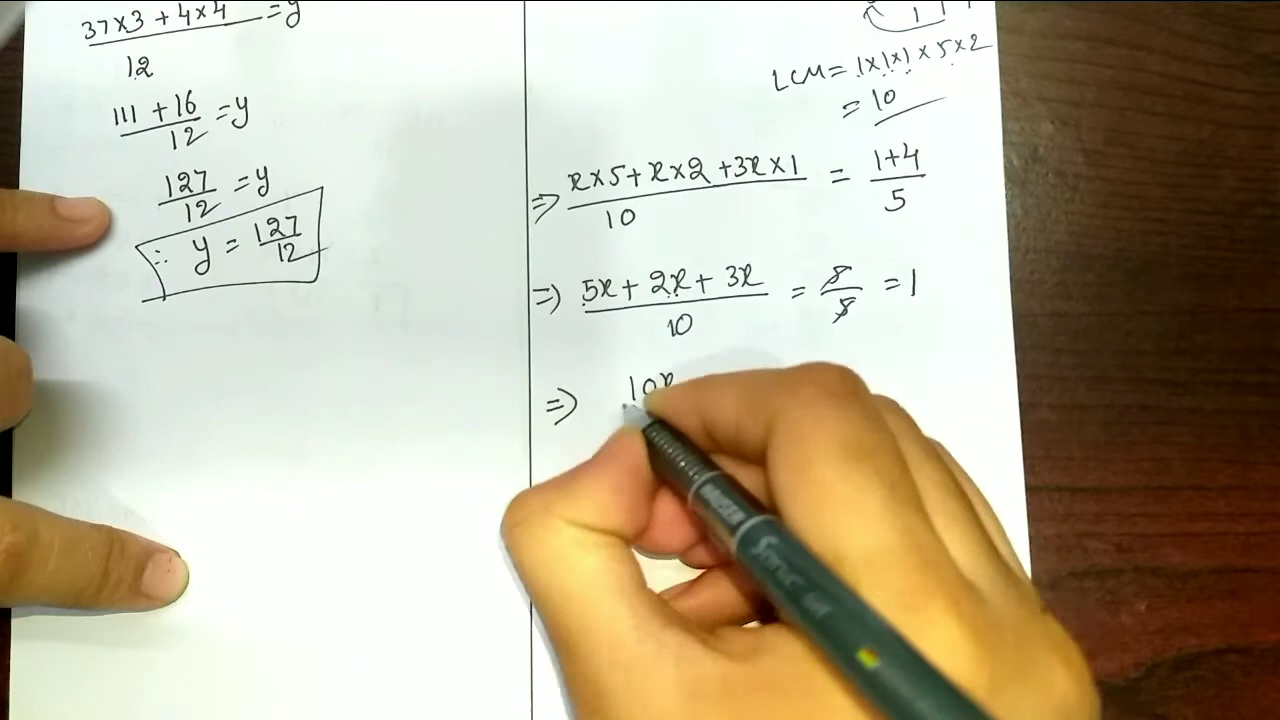 37×3 + 4×4 / 12 = y
111 + 16 / 12 = y
127 / 12 = y
∴ y = 127 / 12
LCM = 1×1×1×5×2
= 10
⇒ x×5 + x×2 + 3x×1 / 10 = 1+4 / 5
⇒ 5x + 2x + 3x / 10 = 5 / 5 = 1
⇒ 10x